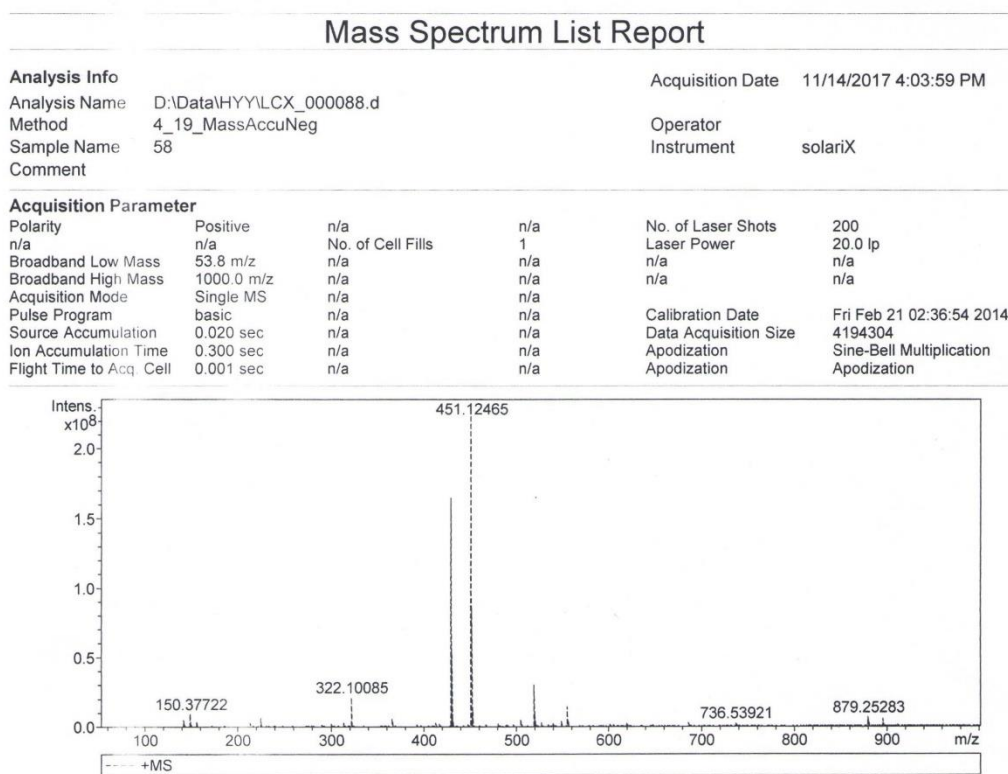 Mass Spectrum List Report
Analysis Info
Acquisition Date 11/14/2017 4:03:59 PM
Analysis Name D:\Data\HYY\LCX_000088.d
Method 4_19_MassAccuNeg
Operator
Sample Name 58
Instrument solariX
Comment
Acquisition Parameter
Polarity Positive n/a n/a No. of Laser Shots 200
n/a n/a No. of Cell Fills 1 Laser Power 20.0 lp
Broadband Low Mass 53.8 m/z n/a n/a n/a n/a
Broadband High Mass 1000.0 m/z n/a n/a n/a n/a
Acquisition Mode Single MS n/a n/a
Pulse Program basic n/a n/a Calibration Date Fri Feb 21 02:36:54 2014
Source Accumulation 0.020 sec n/a n/a Data Acquisition Size 4194304
Ion Accumulation Time 0.300 sec n/a n/a Apodization Sine-Bell Multiplication
Flight Time to Acq. Cell 0.001 sec n/a n/a Apodization Apodization
Intens.
x10⁸
451.12465
2.0
1.5
1.0
0.5
322.10085
150.37722
736.53921
879.25283
0.0
100 200 300 400 500 600 700 800 900 m/z
+MS